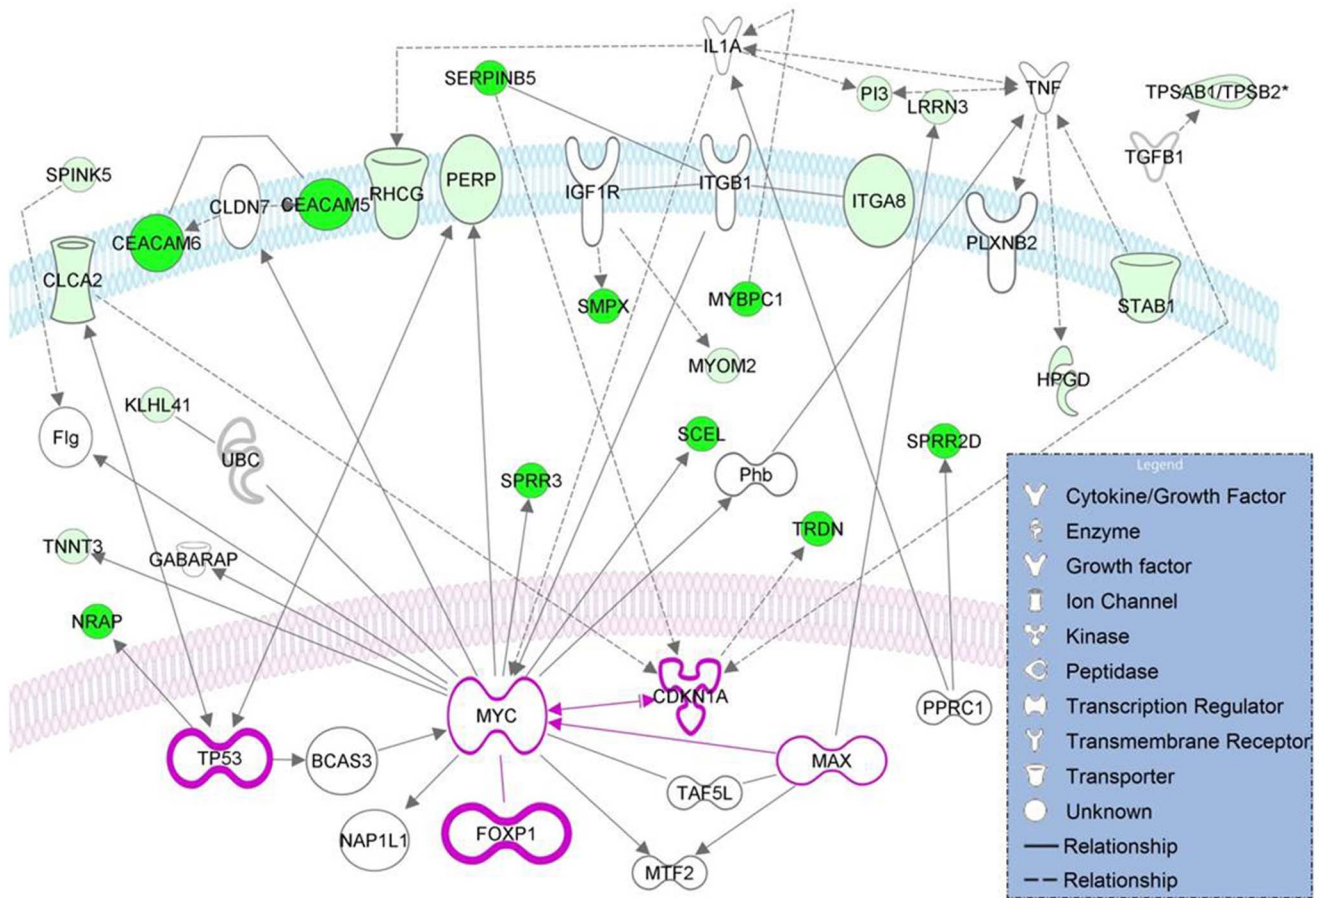 IL1A
SERPINB5
PI3
LRRN3
TNF
TPSAB1/TPSB2*
TGFB1
SPINK5
RHCG
PERP
IGF1R
ITGB1
ITGA8
CLDN7
CEACAM5
CEACAM6
PLXNB2
CLCA2
SMPX
MYBPC1
STAB1
MYOM2
HPGD
KLHL41
Flg
UBC
SCEL
SPRR2D
SPRR3
Phb
TRDN
TNNT3
GABARAP
NRAP
CDKN1A
MYC
PPRC1
TP53
BCAS3
MAX
TAF5L
NAP1L1
FOXP1
MTF2
Legend
Cytokine/Growth Factor
Enzyme
Growth factor
Ion Channel
Kinase
Peptidase
Transcription Regulator
Transmembrane Receptor
Transporter
Unknown
Relationship
Relationship